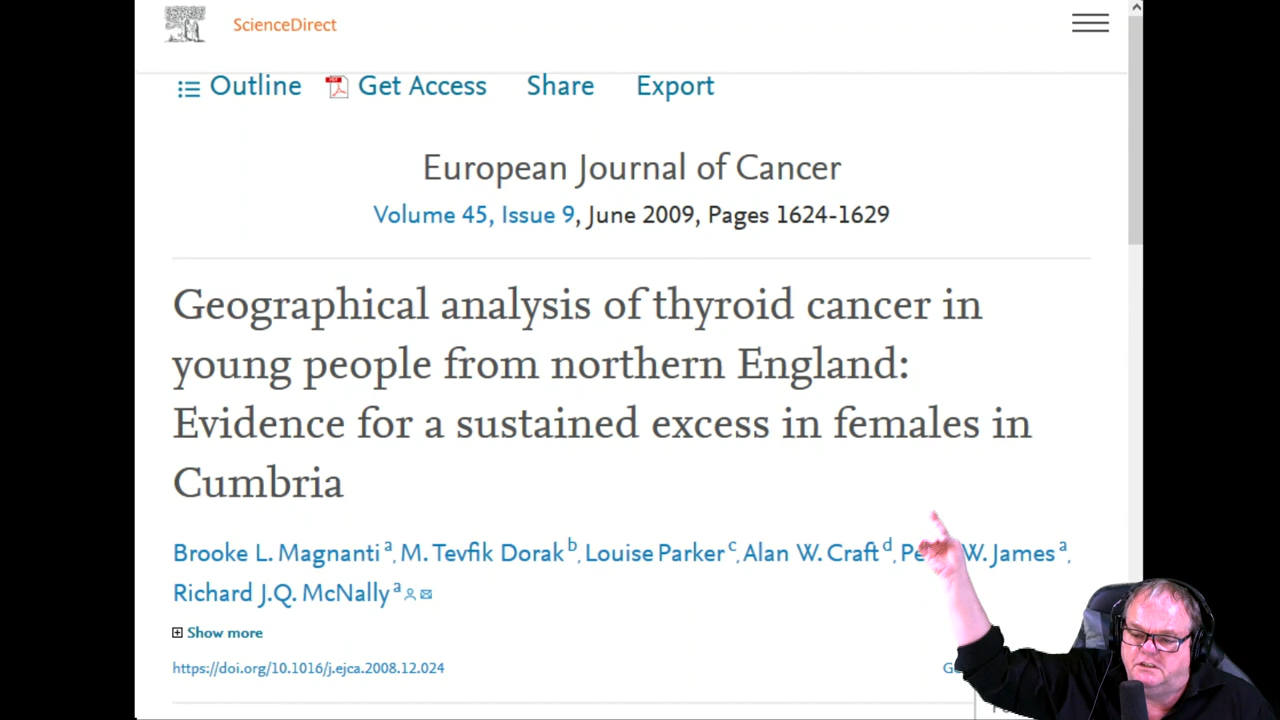 ScienceDirect
Outline Get Access Share Export
European Journal of Cancer
Volume 45, Issue 9, June 2009, Pages 1624-1629
Geographical analysis of thyroid cancer in
young people from northern England:
Evidence for a sustained excess in females in
Cumbria
Brooke L. Magnanti a, M. Tevfik Dorak b, Louise Parker c, Alan W. Craft d, W. James a,
Richard J.Q. McNally a
Show more
https://doi.org/10.1016/j.ejca.2008.12.024